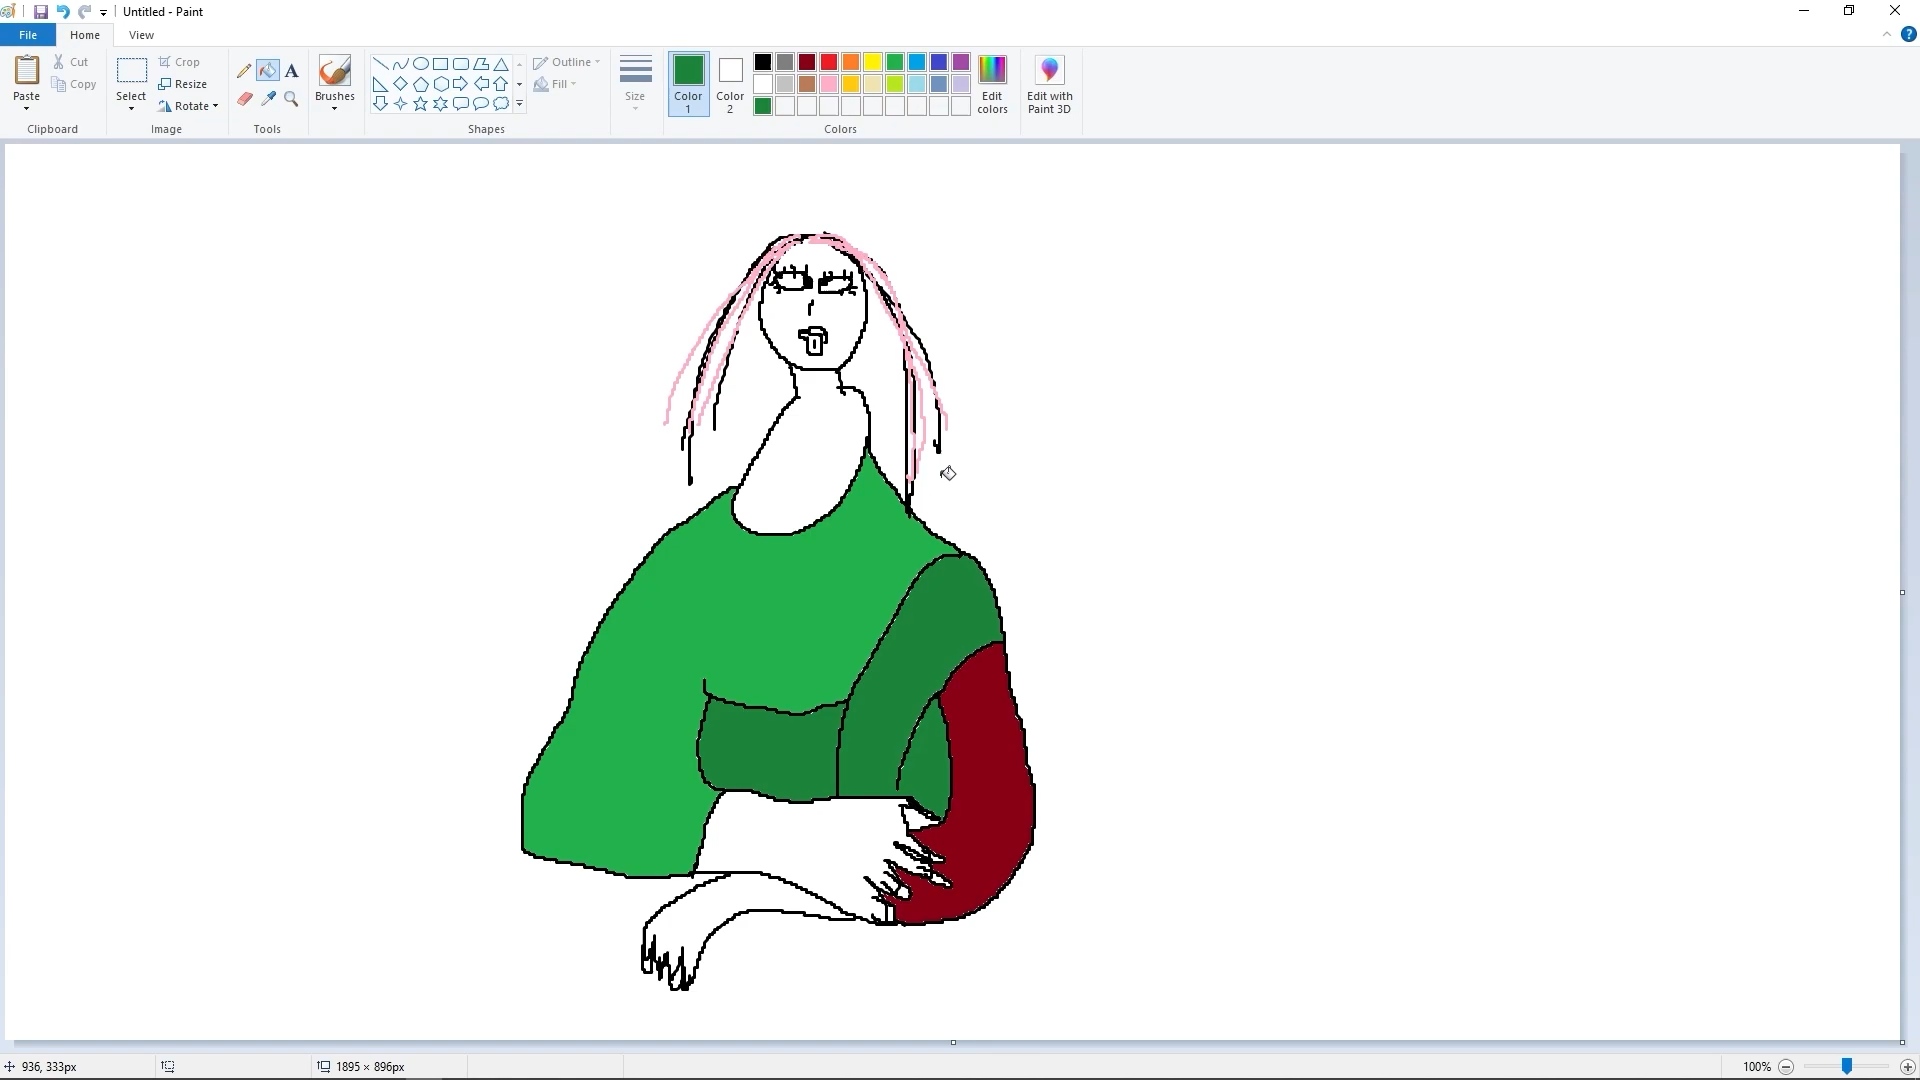 Untitled - Paint
File Home View
Paste Cut Copy Clipboard
Select Crop Resize Rotate Image
A Tools
Brushes
Shapes Outline Fill
Size
Color 1 Color 2 Edit colors Colors
Edit with Paint 3D
936, 333px 1895 × 896px 100%